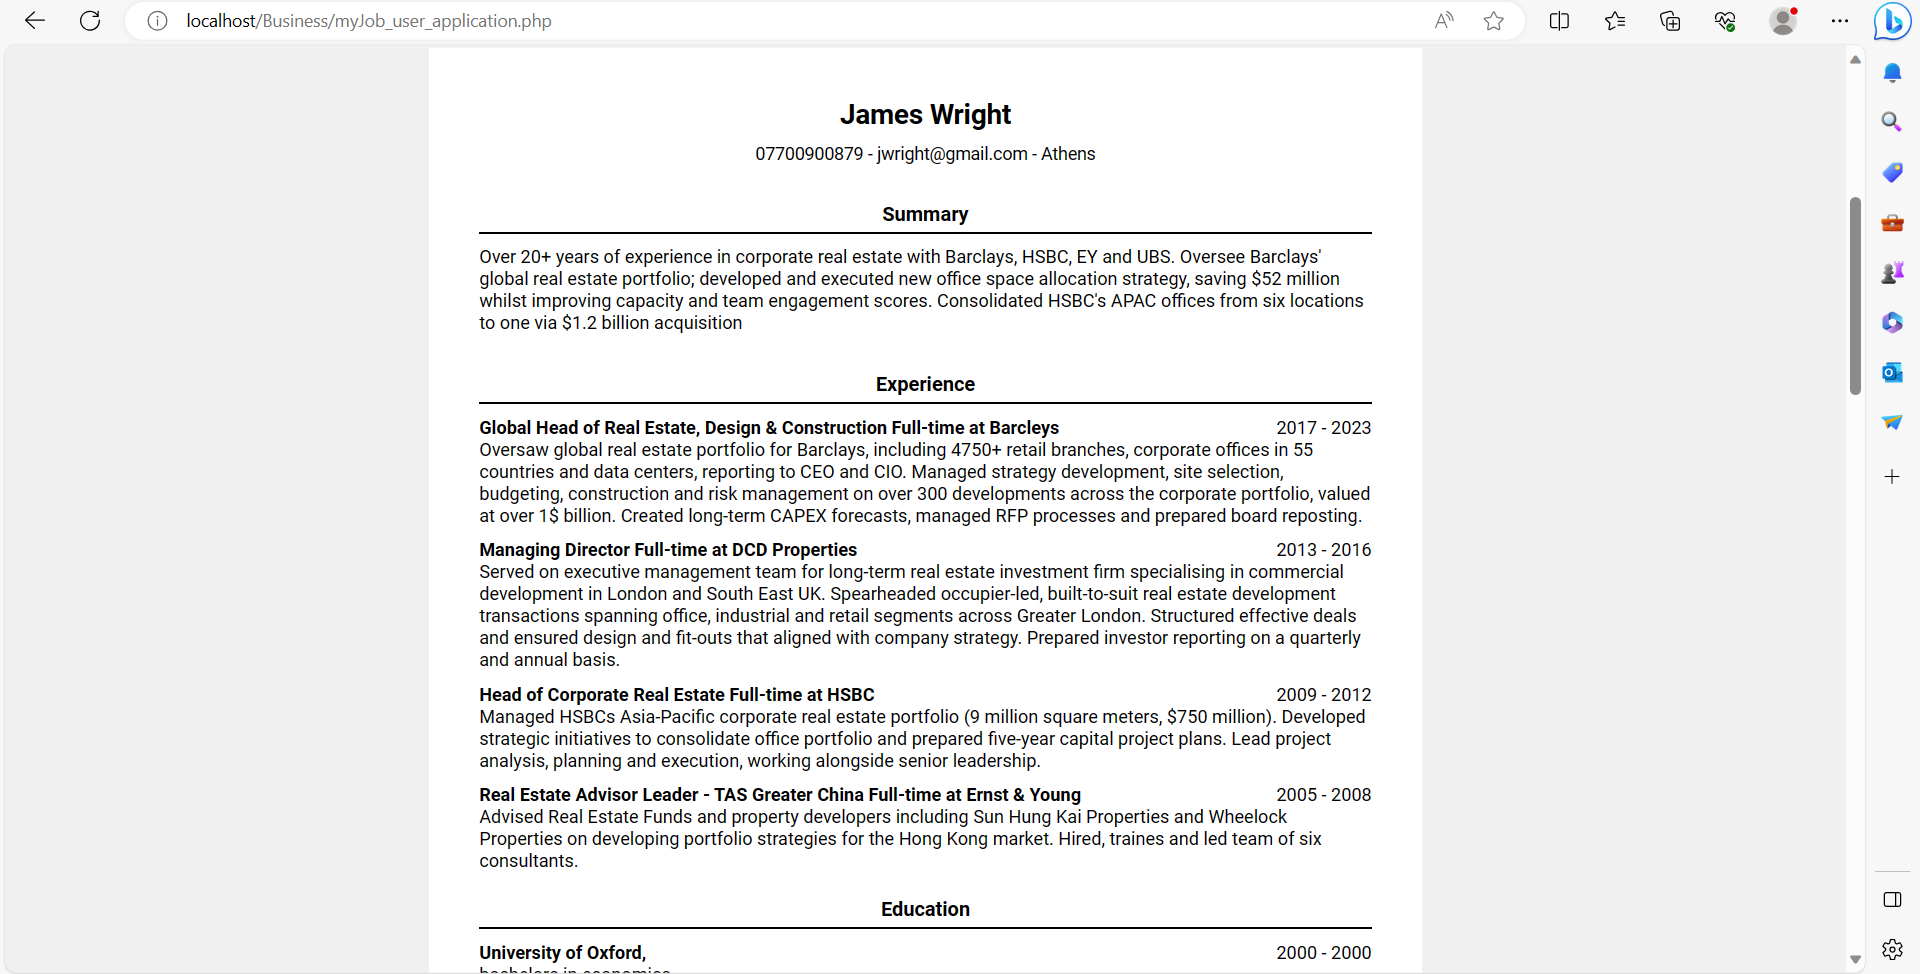 localhost/Business/myJob_user_application.php
James Wright
07700900879 - jwright@gmail.com - Athens
Summary
Over 20+ years of experience in corporate real estate with Barclays, HSBC, EY and UBS. Oversee Barclays'
global real estate portfolio; developed and executed new office space allocation strategy, saving $52 million
whilst improving capacity and team engagement scores. Consolidated HSBC's APAC offices from six locations
to one via $1.2 billion acquisition
Experience
Global Head of Real Estate, Design & Construction Full-time at Barcleys 2017 - 2023
Oversaw global real estate portfolio for Barclays, including 4750+ retail branches, corporate offices in 55
countries and data centers, reporting to CEO and CIO. Managed strategy development, site selection,
budgeting, construction and risk management on over 300 developments across the corporate portfolio, valued
at over 1$ billion. Created long-term CAPEX forecasts, managed RFP processes and prepared board reposting.
Managing Director Full-time at DCD Properties 2013 - 2016
Served on executive management team for long-term real estate investment firm specialising in commercial
development in London and South East UK. Spearheaded occupier-led, built-to-suit real estate development
transactions spanning office, industrial and retail segments across Greater London. Structured effective deals
and ensured design and fit-outs that aligned with company strategy. Prepared investor reporting on a quarterly
and annual basis.
Head of Corporate Real Estate Full-time at HSBC 2009 - 2012
Managed HSBCs Asia-Pacific corporate real estate portfolio (9 million square meters, $750 million). Developed
strategic initiatives to consolidate office portfolio and prepared five-year capital project plans. Lead project
analysis, planning and execution, working alongside senior leadership.
Real Estate Advisor Leader - TAS Greater China Full-time at Ernst & Young 2005 - 2008
Advised Real Estate Funds and property developers including Sun Hung Kai Properties and Wheelock
Properties on developing portfolio strategies for the Hong Kong market. Hired, traines and led team of six
consultants.
Education
University of Oxford, 2000 - 2000
bachelors in economics